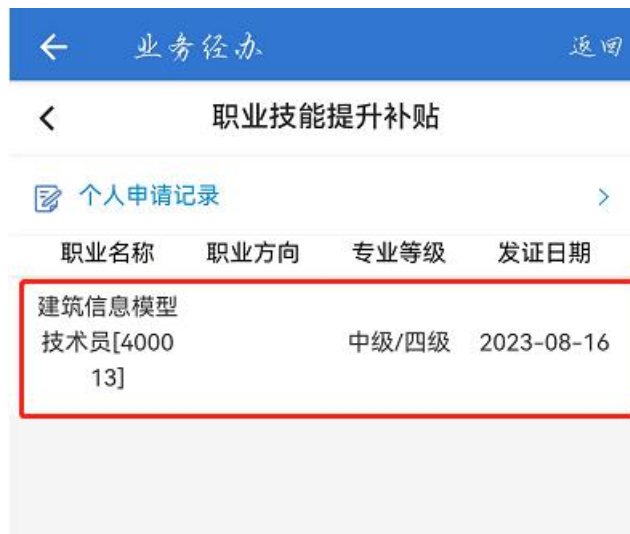 业务经办 返回
职业技能提升补贴
个人申请记录
职业名称 职业方向 专业等级 发证日期
建筑信息模型
技术员[4000 中级/四级 2023-08-16
13]